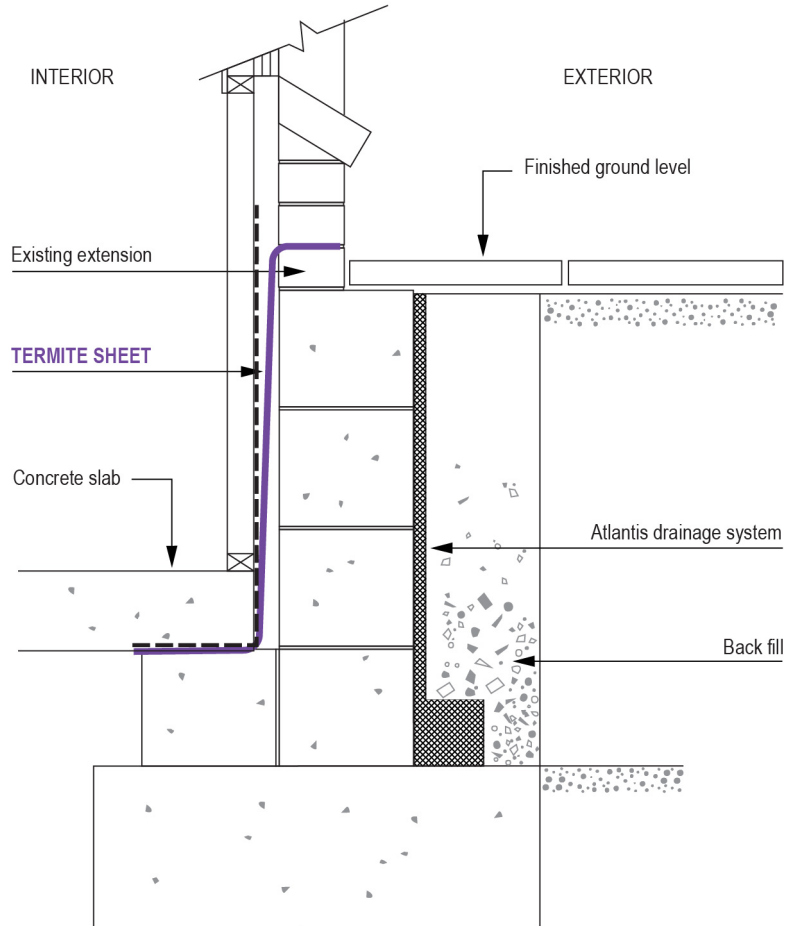 INTERIOR
EXTERIOR
Finished ground level
Existing extension
TERMITE SHEET
Concrete slab
Atlantis drainage system
Back fill